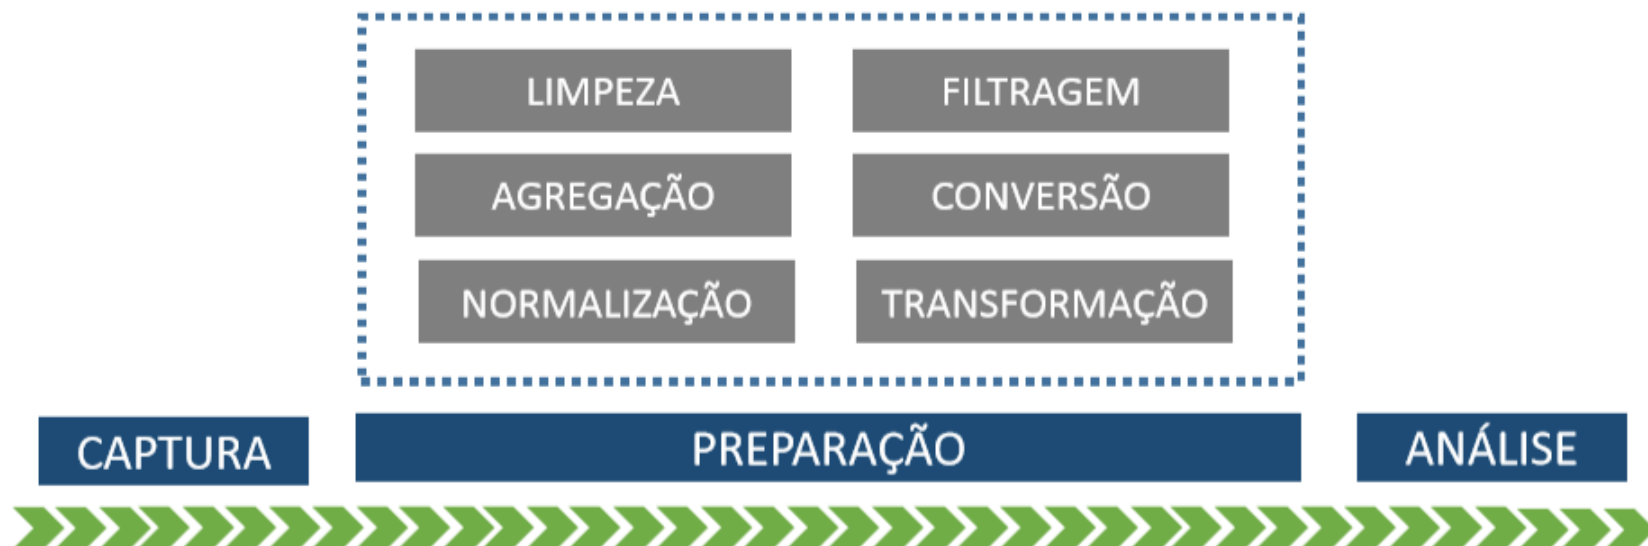 LIMPEZA
FILTRAGEM
AGREGAÇÃO
CONVERSÃO
NORMALIZAÇÃO
TRANSFORMAÇÃO
CAPTURA
PREPARAÇÃO
ANÁLISE